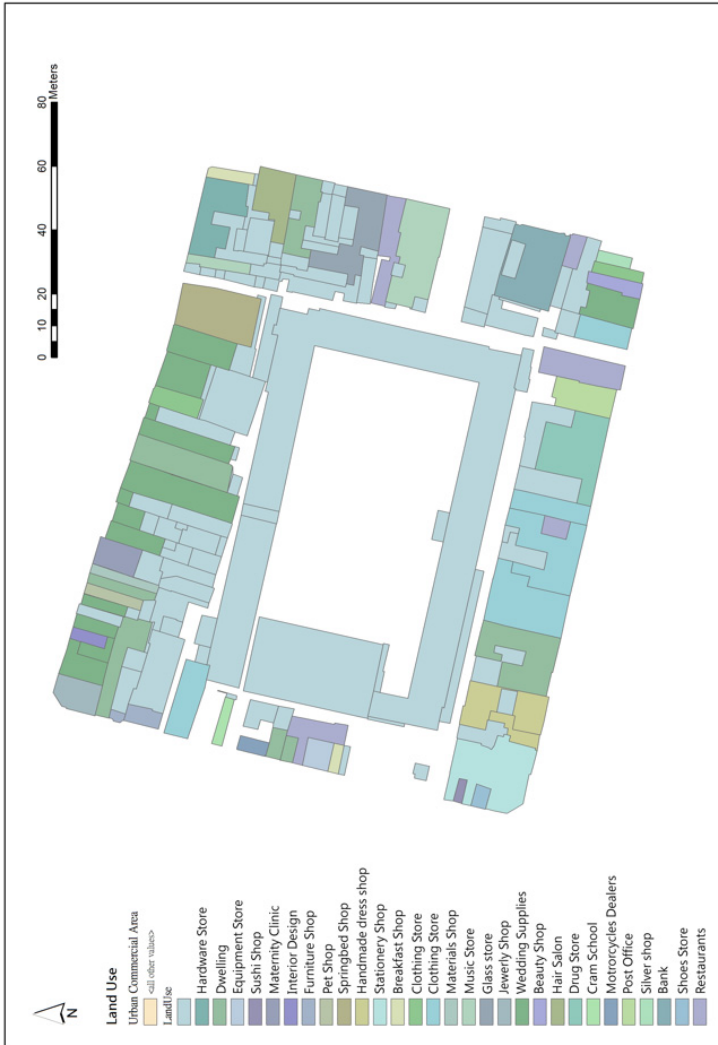 N
Land Use
Urban Commercial Area
<all other values>
LandUse
Hardware Store
Dwelling
Equipment Store
Sushi Shop
Maternity Clinic
Interior Design
Furniture Shop
Pet Shop
Springbed Shop
Handmade dress shop
Stationery Shop
Breakfast Shop
Clothing Store
Clothing Store
Materials Shop
Music Store
Glass store
Jewerly Shop
Wedding Supplies
Beauty Shop
Hair Salon
Drug Store
Cram School
Motrorcycles Dealers
Post Office
Silver shop
Bank
Shoes Store
Restaurants
0 10 20 40 60 80
Meters